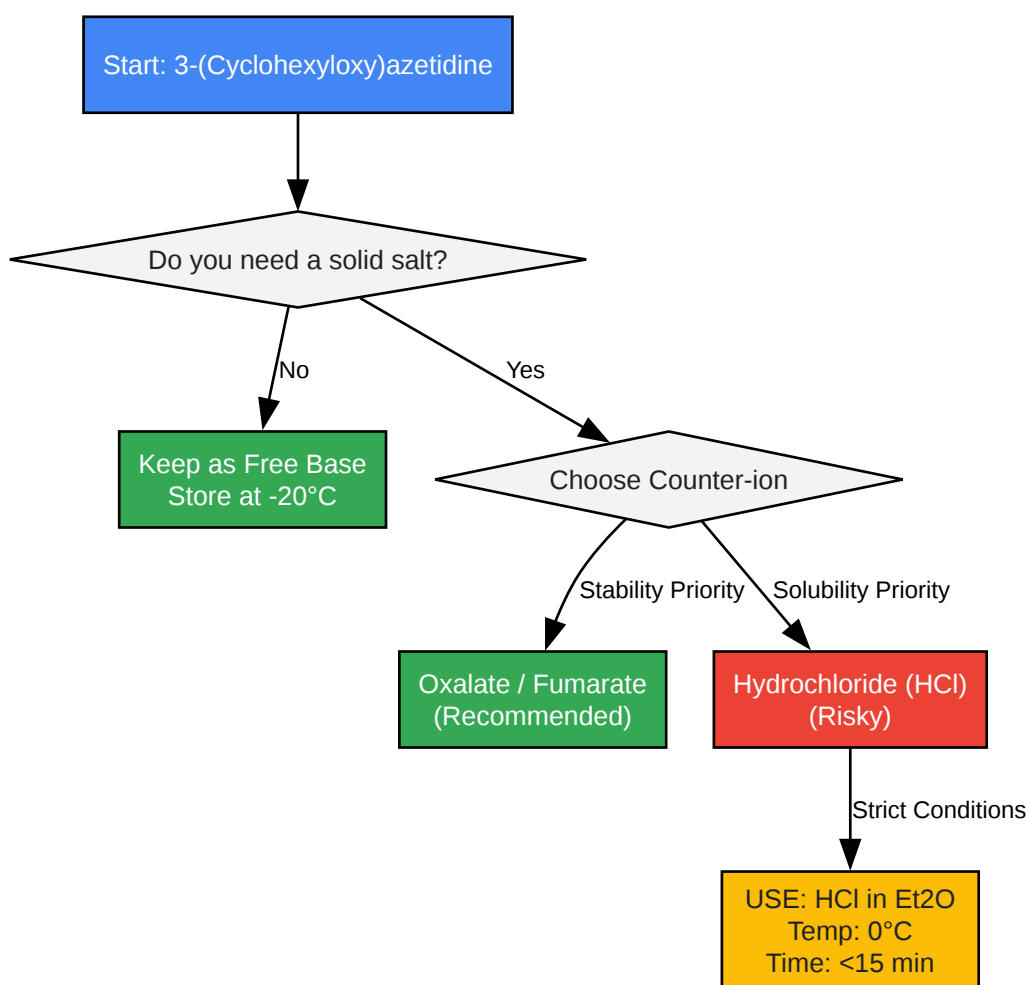 Start: 3-(Cyclohexyloxy)azetidine
Do you need a solid salt?
No
Yes
Keep as Free Base
Store at -20°C
Choose Counter-ion
Stability Priority
Solubility Priority
Oxalate / Fumarate
(Recommended)
Hydrochloride (HCl)
(Risky)
Strict Conditions
USE: HCl in Et2O
Temp: 0°C
Time: <15 min